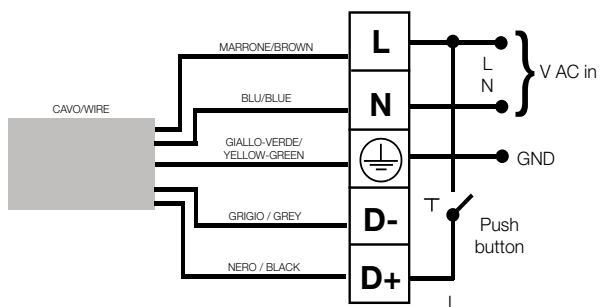 MARRONE/BROWN
L
L
N
V AC in
CAVO/WIRE
BLU/BLUE
N
GIALLO-VERDE/
YELLOW-GREEN
GND
GRIGIO / GREY
D-
Push
button
NERO / BLACK
D+
L